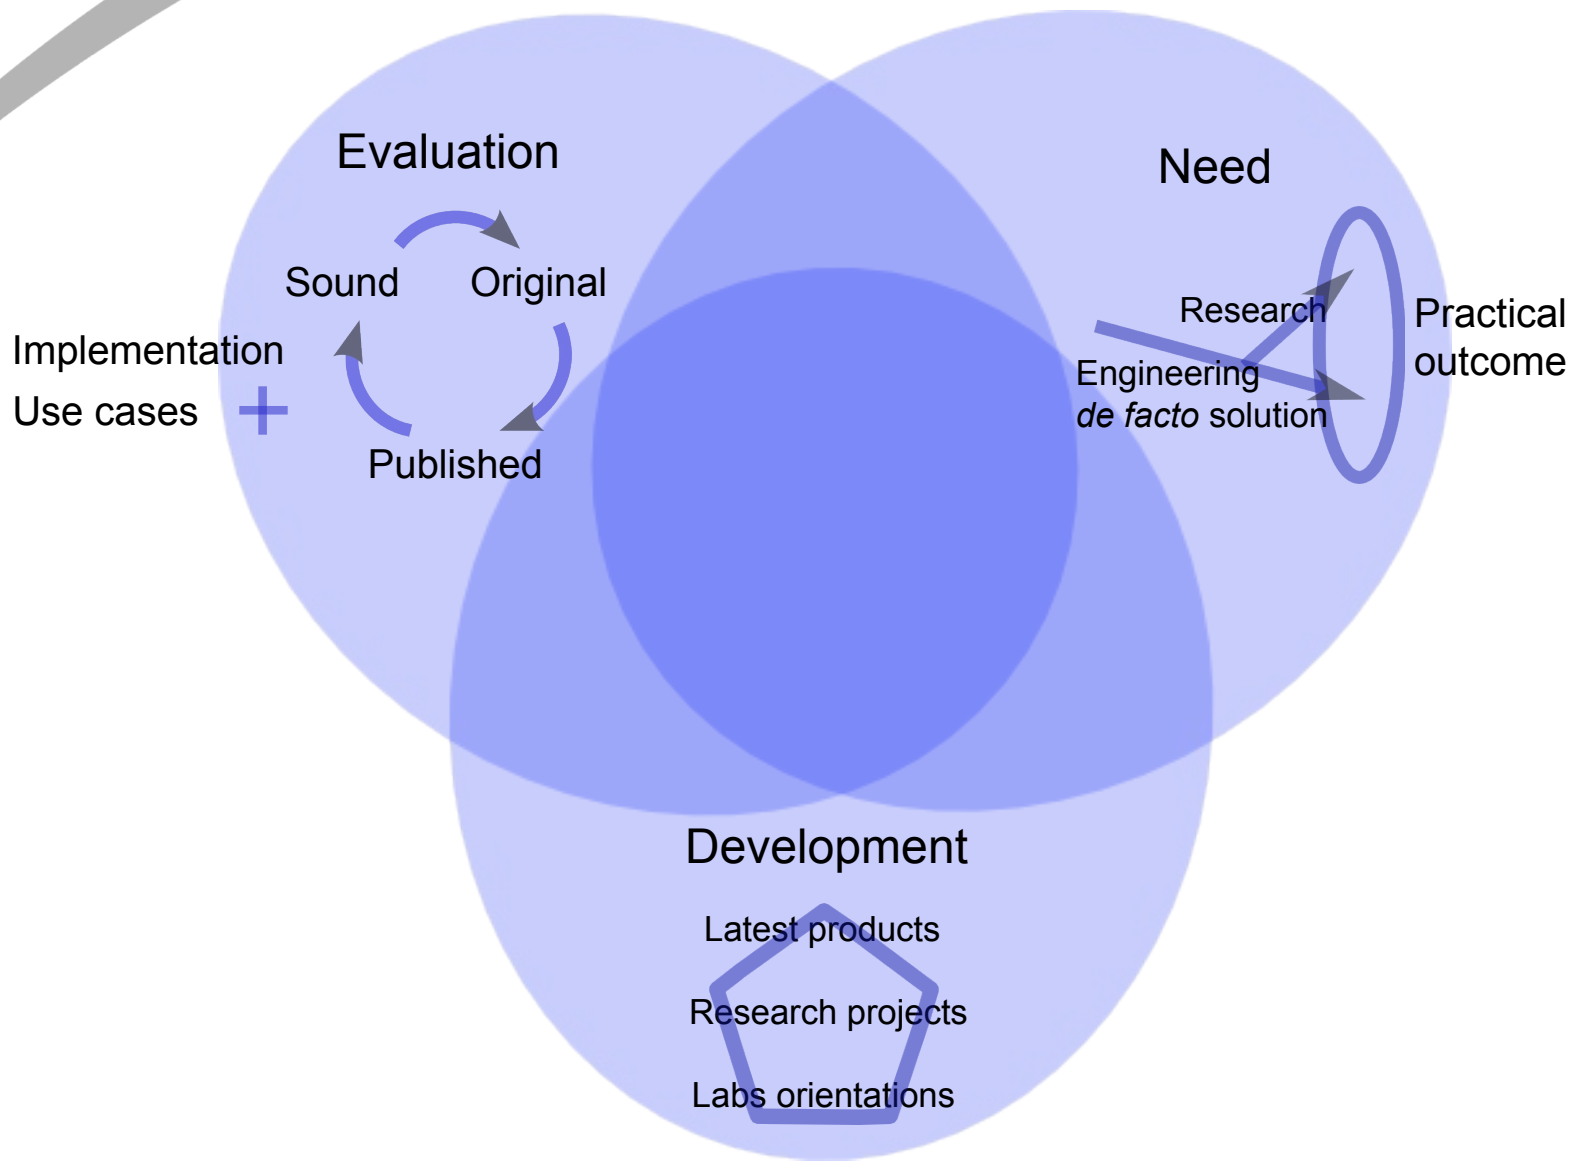 Evaluation
Sound
Original
Published
Implementation
Use cases
Need
Research
Engineering
de facto solution
Practical
outcome
Development
Latest products
Research projects
Labs orientations